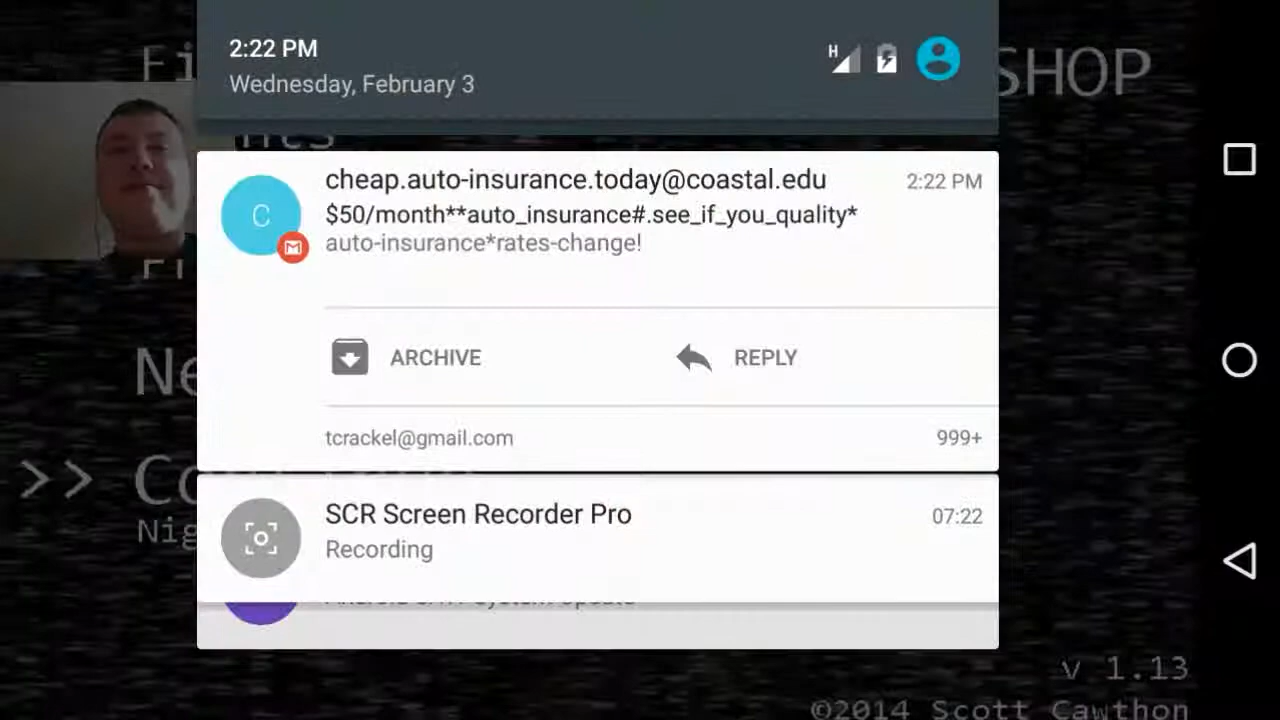 2:22 PM
Wednesday, February 3
H
SHOP
C
cheap.auto-insurance.today@coastal.edu
2:22 PM
$50/month**auto_insurance#.see_if_you_quality*
auto-insurance*rates-change!
ARCHIVE
REPLY
tcrackel@gmail.com
999+
>>
SCR Screen Recorder Pro
07:22
Recording
v 1.13
©2014 Scott Cawthon